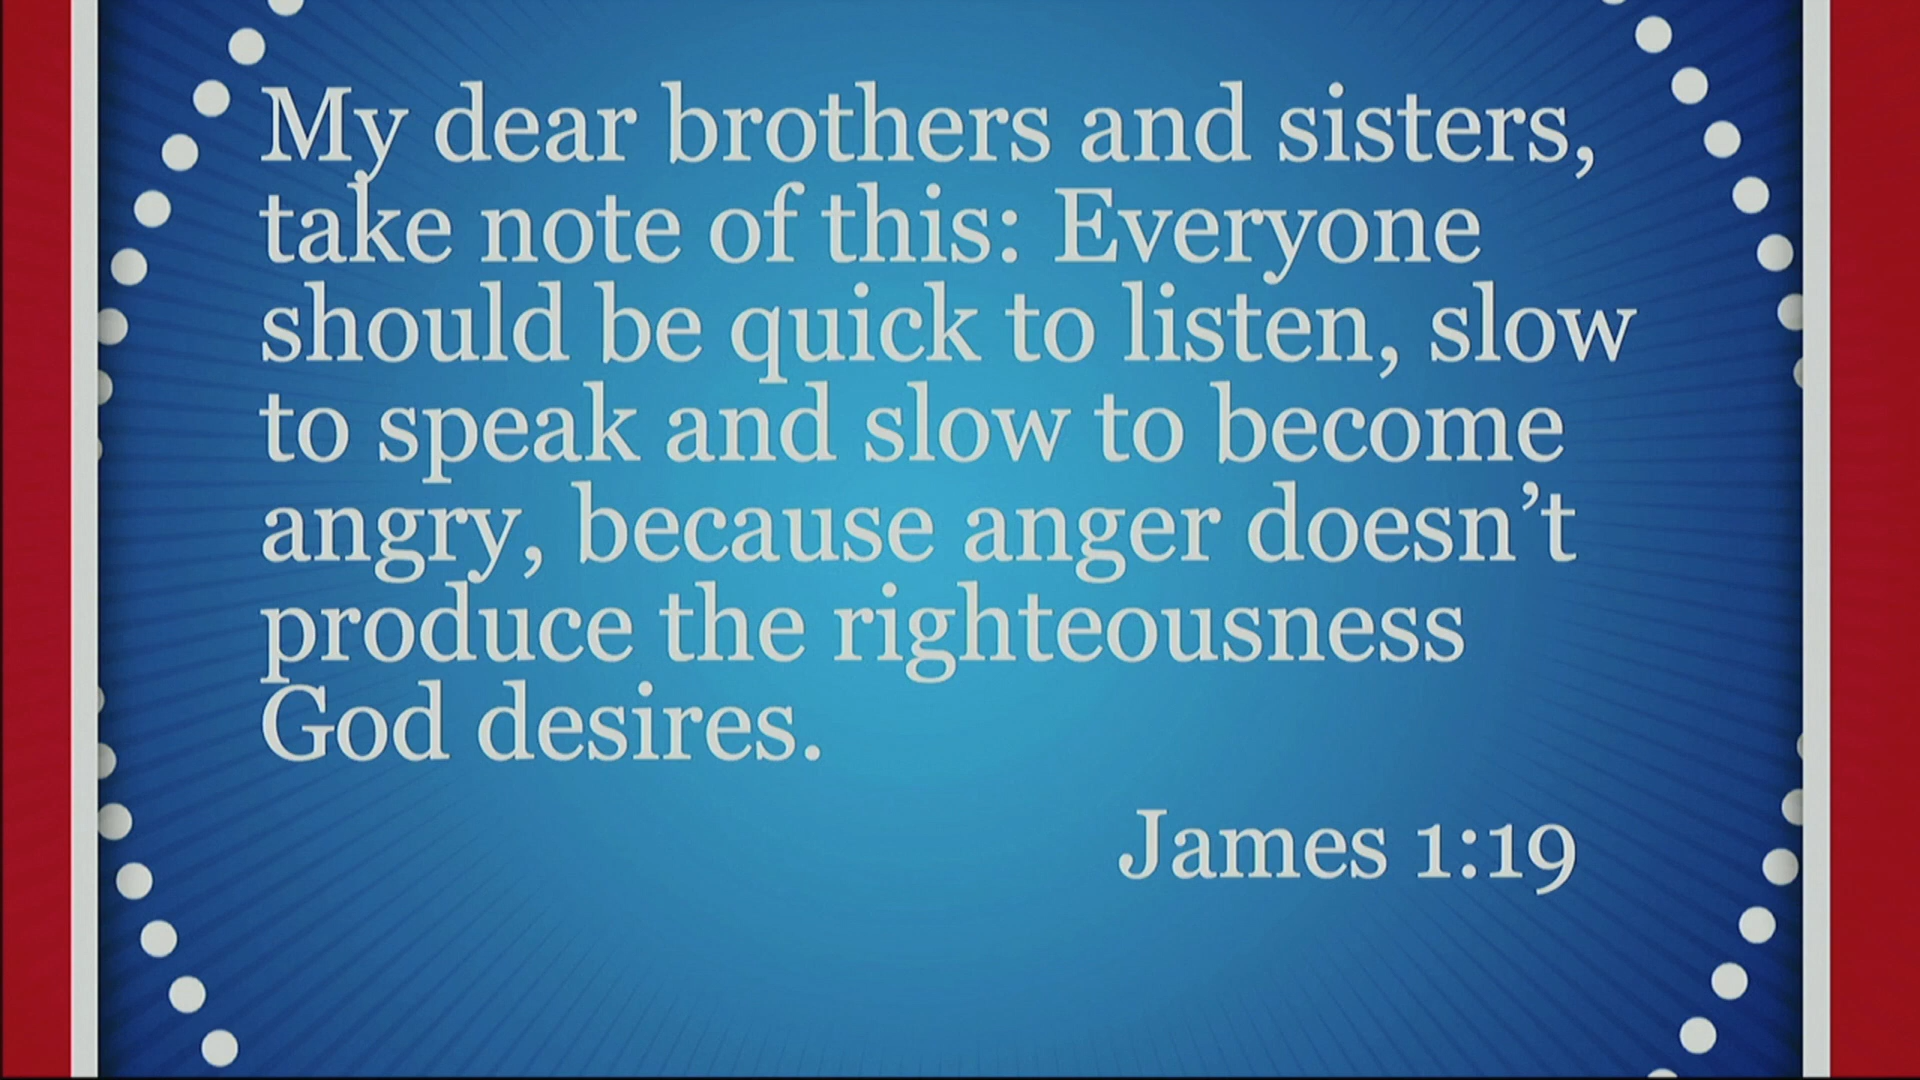 My dear brothers and sisters,
take note of this: Everyone
should be quick to listen, slow
to speak and slow to become
angry, because anger doesn’t
produce the righteousness
God desires.
James 1:19